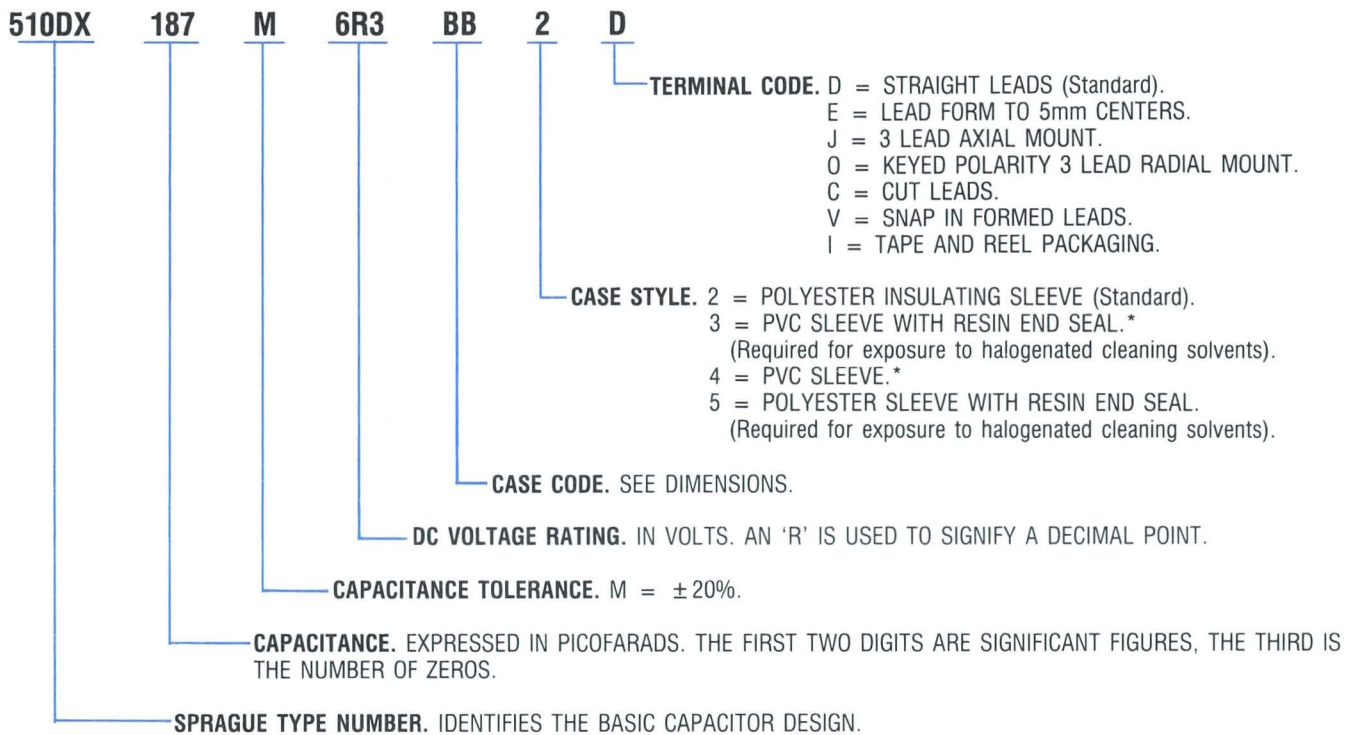 510DX 187 M 6R3 BB 2 D
TERMINAL CODE. D = STRAIGHT LEADS (Standard).
E = LEAD FORM TO 5mm CENTERS.
J = 3 LEAD AXIAL MOUNT.
O = KEYED POLARITY 3 LEAD RADIAL MOUNT.
C = CUT LEADS.
V = SNAP IN FORMED LEADS.
I = TAPE AND REEL PACKAGING.
CASE STYLE. 2 = POLYESTER INSULATING SLEEVE (Standard).
3 = PVC SLEEVE WITH RESIN END SEAL.*
(Required for exposure to halogenated cleaning solvents).
4 = PVC SLEEVE.*
5 = POLYESTER SLEEVE WITH RESIN END SEAL.
(Required for exposure to halogenated cleaning solvents).
CASE CODE. SEE DIMENSIONS.
DC VOLTAGE RATING. IN VOLTS. AN 'R' IS USED TO SIGNIFY A DECIMAL POINT.
CAPACITANCE TOLERANCE. M = ±20%.
CAPACITANCE. EXPRESSED IN PICOFARADS. THE FIRST TWO DIGITS ARE SIGNIFICANT FIGURES, THE THIRD IS
THE NUMBER OF ZEROS.
SPRAGUE TYPE NUMBER. IDENTIFIES THE BASIC CAPACITOR DESIGN.